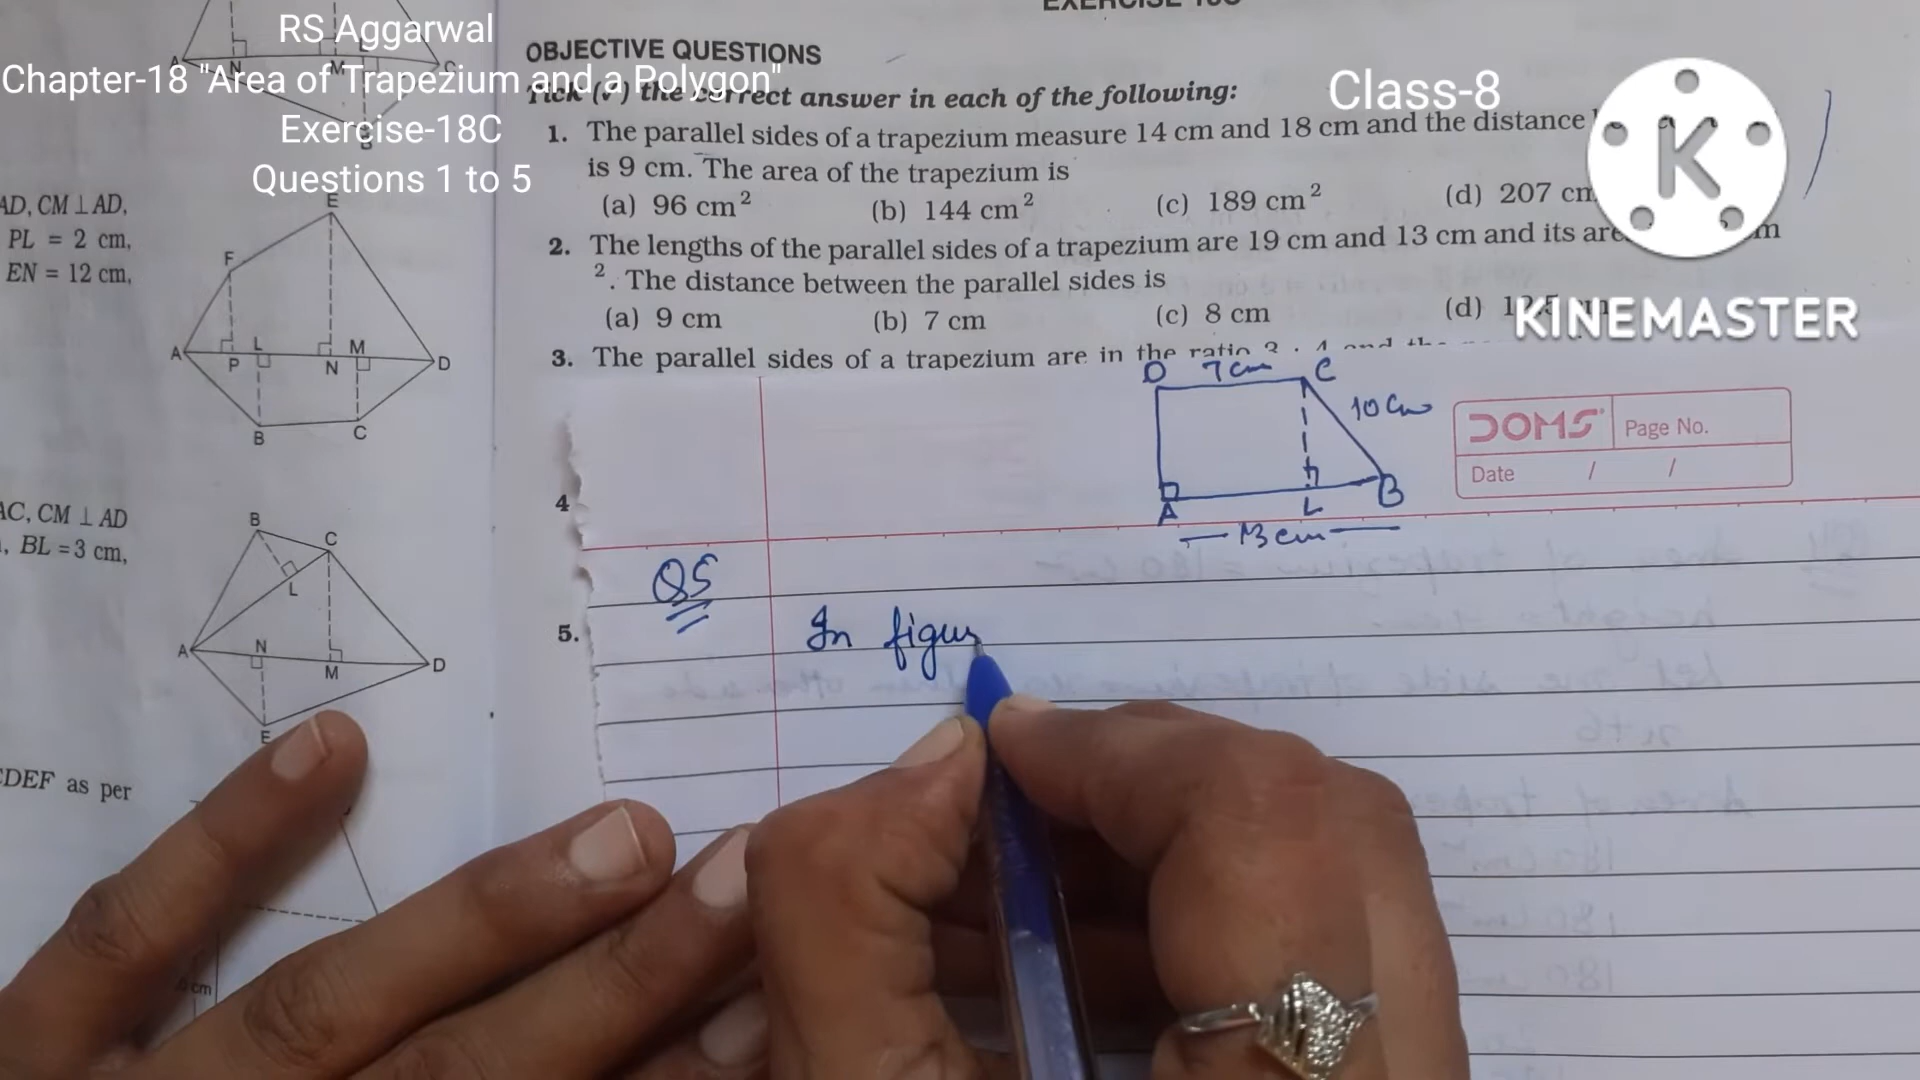 RS Aggarwal
Chapter-18 "Area of Trapezium and a Polygon"
Exercise-18C
Questions 1 to 5
Class-8
KINEMASTER
A N M C
B
AD, CM ⊥ AD,
PL = 2 cm,
EN = 12 cm,
E
F
A P L N M D
B C
AC, CM ⊥ AD
, BL = 3 cm,
B
C
L
A N M D
E
CDEF as per
cm
OBJECTIVE QUESTIONS
Tick (✓) the correct answer in each of the following:
1. The parallel sides of a trapezium measure 14 cm and 18 cm and the distance
is 9 cm. The area of the trapezium is
(a) 96 cm² (b) 144 cm² (c) 189 cm² (d) 207 cm
2. The lengths of the parallel sides of a trapezium are 19 cm and 13 cm and its are
². The distance between the parallel sides is
(a) 9 cm (b) 7 cm (c) 8 cm (d)
3. The parallel sides of a trapezium are in the ratio
D 7 cm C
10 cm
A L B
13 cm
DOMS Page No.
Date / /
4
Q5
5. In figur